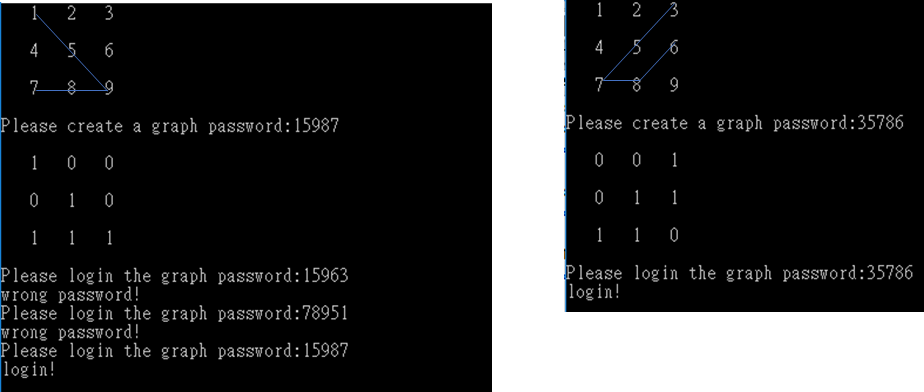 1 2 3
4 5 6
7 8 9
Please create a graph password:15987
1 0 0
0 1 0
1 1 1
Please login the graph password:15963
wrong password!
Please login the graph password:78951
wrong password!
Please login the graph password:15987
login!
1 2 3
4 5 6
7 8 9
Please create a graph password:35786
0 0 1
0 1 1
1 1 0
Please login the graph password:35786
login!